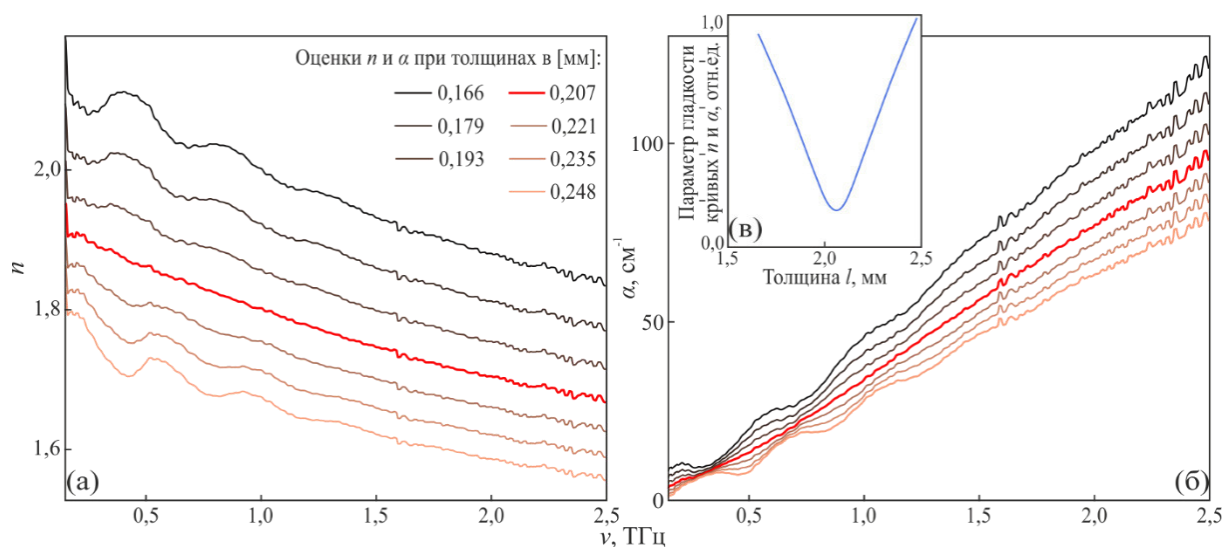 (а)
Оценки n и α при толщинах в [мм]:
0,166
0,207
0,179
0,221
0,193
0,235
0,248
2,0
1,8
1,6
n
0,5
1,0
1,5
2,0
2,5
(в)
Параметр гладкости
кривых n и α, отн.ед.
1,0
0,0
1,5
2,0
2,5
Толщина l, мм
(б)
α, см⁻¹
100
50
0
0,5
1,0
1,5
2,0
2,5
ν, ТГц